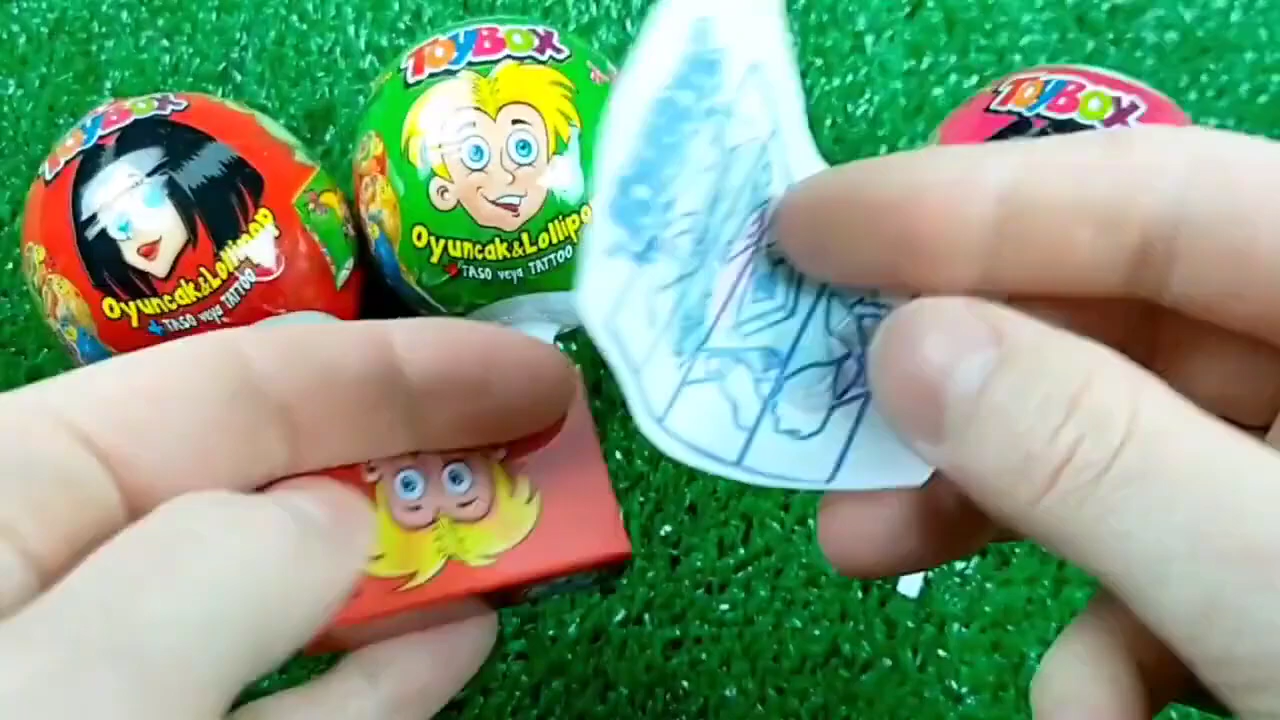 ToyBox
Oyuncak&Lollipop
+ TASO veya TATTOO
ToyBox
Oyuncak&Lollipo
+ TASO veya TATTOO
ToyBox